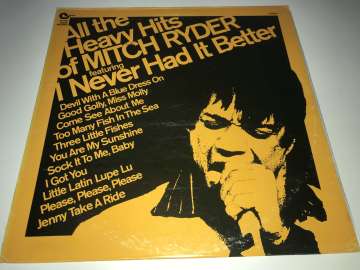 All the
Heavy Hits
of MITCH RYDER
featuring
I Never Had It Better
Devil With A Blue Dress On
Good Golly, Miss Molly
Come See About Me
Too Many Fish In The Sea
Three Little Fishes
You Are My Sunshine
Sock It To Me, Baby
I Got You
Little Latin Lupe Lu
Please, Please, Please
Jenny Take A Ride